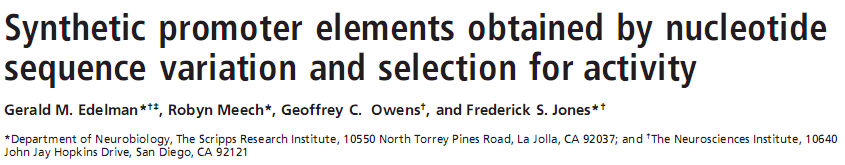 Synthetic promoter elements obtained by nucleotide
sequence variation and selection for activity
Gerald M. Edelman*†‡, Robyn Meech*, Geoffrey C. Owens†, and Frederick S. Jones*†
*Department of Neurobiology, The Scripps Research Institute, 10550 North Torrey Pines Road, La Jolla, CA 92037; and †The Neurosciences Institute, 10640
John Jay Hopkins Drive, San Diego, CA 92121